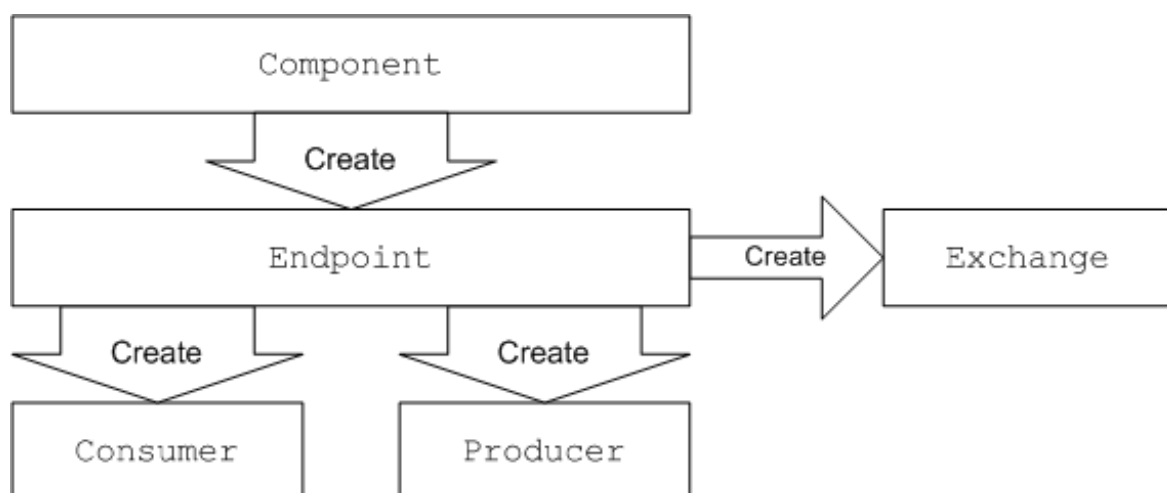 Component
Create
Endpoint
Create
Exchange
Create
Create
Consumer
Producer